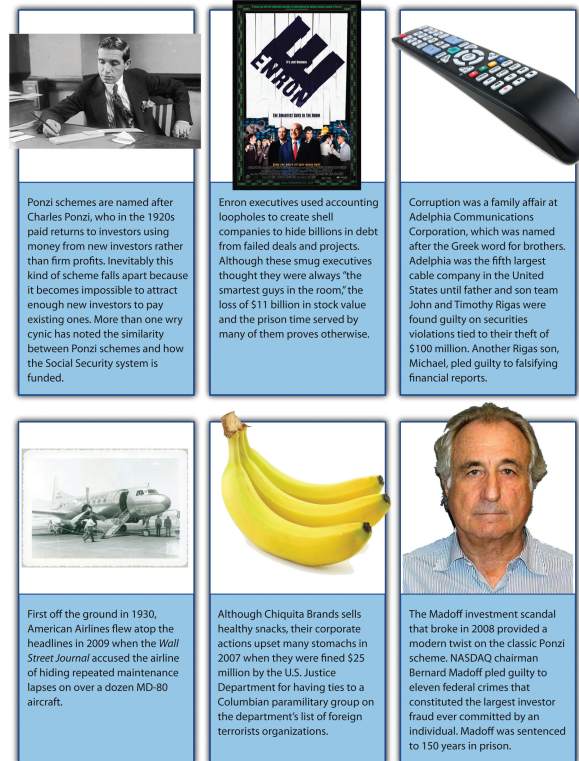 It's Just Business
ENRON
THE SMARTEST GUYS IN THE ROOM
Ponzi schemes are named after
Charles Ponzi, who in the 1920s
paid returns to investors using
money from new investors rather
than firm profits. Inevitably this
kind of scheme falls apart because
it becomes impossible to attract
enough new investors to pay
existing ones. More than one wry
cynic has noted the similarity
between Ponzi schemes and how
the Social Security system is
funded.
Enron executives used accounting
loopholes to create shell
companies to hide billions in debt
from failed deals and projects.
Although these smug executives
thought they were always “the
smartest guys in the room,” the
loss of $11 billion in stock value
and the prison time served by
many of them proves otherwise.
Corruption was a family affair at
Adelphia Communications
Corporation, which was named
after the Greek word for brothers.
Adelphia was the fifth largest
cable company in the United
States until father and son team
John and Timothy Rigas were
found guilty on securities
violations tied to their theft of
$100 million. Another Rigas son,
Michael, pled guilty to falsifying
financial reports.
First off the ground in 1930,
American Airlines flew atop the
headlines in 2009 when the Wall
Street Journal accused the airline
of hiding repeated maintenance
lapses on over a dozen MD-80
aircraft.
Although Chiquita Brands sells
healthy snacks, their corporate
actions upset many stomachs in
2007 when they were fined $25
million by the U.S. Justice
Department for having ties to a
Columbian paramilitary group on
the department's list of foreign
terrorists organizations.
The Madoff investment scandal
that broke in 2008 provided a
modern twist on the classic Ponzi
scheme. NASDAQ chairman
Bernard Madoff pled guilty to
eleven federal crimes that
constituted the largest investor
fraud ever committed by an
individual. Madoff was sentenced
to 150 years in prison.